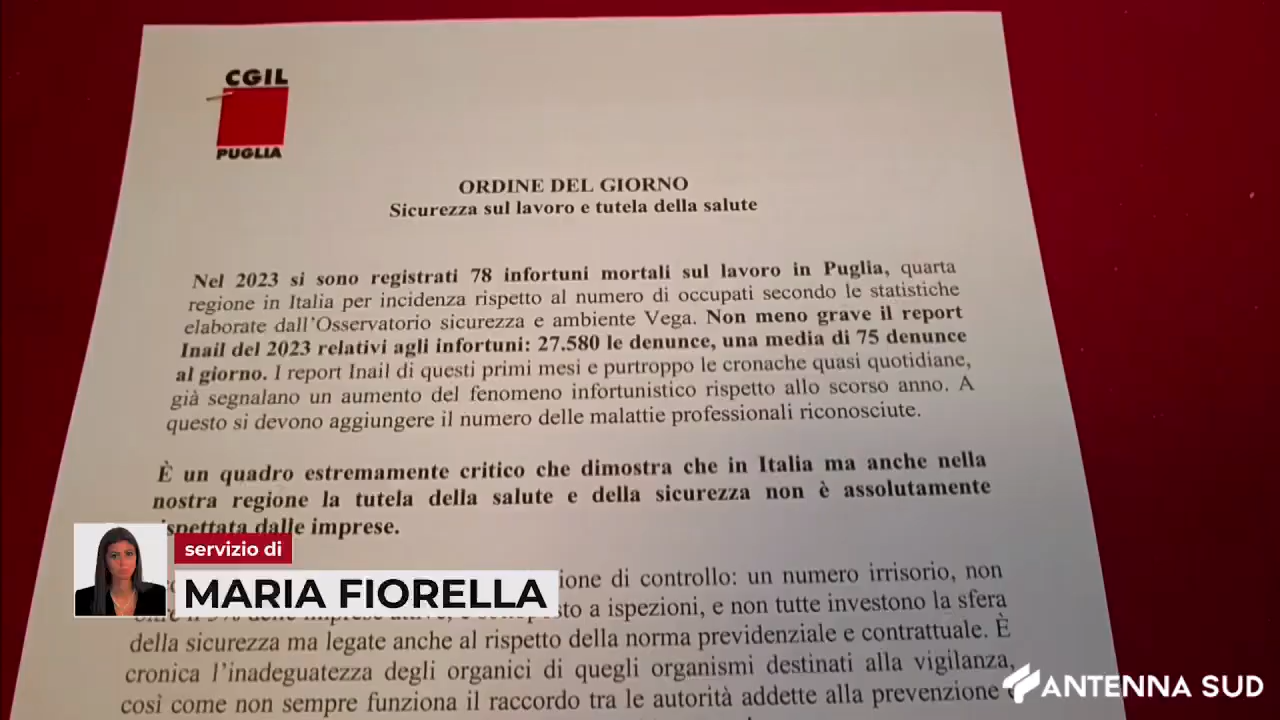 CGIL
PUGLIA
ORDINE DEL GIORNO
Sicurezza sul lavoro e tutela della salute
Nel 2023 si sono registrati 78 infortuni mortali sul lavoro in Puglia, quarta
regione in Italia per incidenza rispetto al numero di occupati secondo le statistiche
elaborate dall'Osservatorio sicurezza e ambiente Vega. Non meno grave il report
Inail del 2023 relativi agli infortuni: 27.580 le denunce, una media di 75 denunce
al giorno. I report Inail di questi primi mesi e purtroppo le cronache quasi quotidiane,
già segnalano un aumento del fenomeno infortunistico rispetto allo scorso anno. A
questo si devono aggiungere il numero delle malattie professionali riconosciute.
È un quadro estremamente critico che dimostra che in Italia ma anche nella
nostra regione la tutela della salute e della sicurezza non è assolutamente
rispettata dalle imprese.
servizio di
MARIA FIORELLA
di controllo: un numero irrisorio, non
a ispezioni, e non tutte investono la sfera
della sicurezza ma legate anche al rispetto della norma previdenziale e contrattuale. È
cronica l'inadeguatezza degli organici di quegli organismi destinati alla vigilanza,
così come non sempre funziona il raccordo tra le autorità addette alla prevenzione
ANTENNA SUD